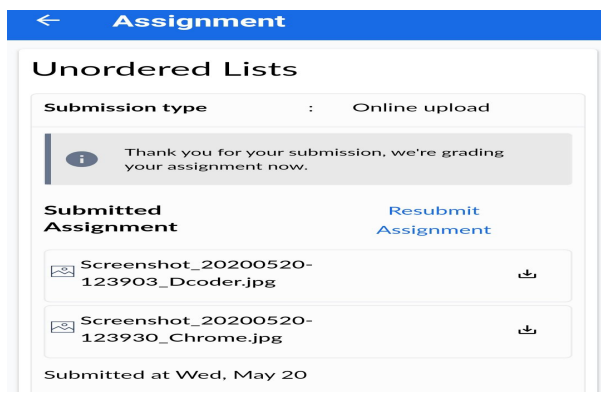 Assignment
Unordered Lists
Submission type : Online upload
Thank you for your submission, we're grading
your assignment now.
Submitted
Assignment
Resubmit
Assignment
Screenshot_20200520-
123903_Dcoder.jpg
Screenshot_20200520-
123930_Chrome.jpg
Submitted at Wed, May 20